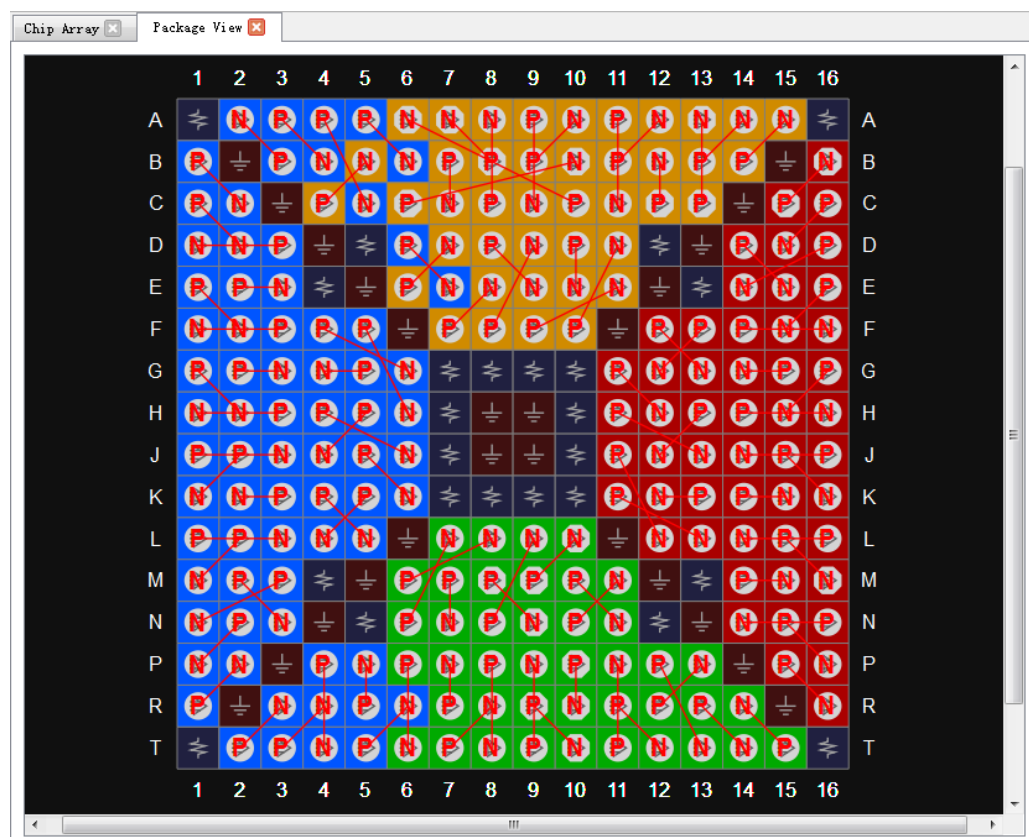 Chip Array
Package View
1 2 3 4 5 6 7 8 9 10 11 12 13 14 15 16
A N P P P N N N P N P N N N N A
B P P N N N P P P N P N P P N B
C P N P N P N P N P N P P P P C
D N N P P N P N P N P N P D
E P P N P N N N N N N N P E
F N N P P P P P P P P N P N N F
G P P N N P N P N N N P P G
H N N P P P N P N P P N N H
J P P N N P N P N N N P P J
K N N P P P N P N P P N N K
L P P N N N N N N N N N N P P L
M N P P P P P P N N P N N M
N N P N P N P N P N N P P N
P N N P N P N P N P N P P P N P
R P N N P N P N P N P P P N N R
T P P N P N P N P N P N N N P T
1 2 3 4 5 6 7 8 9 10 11 12 13 14 15 16